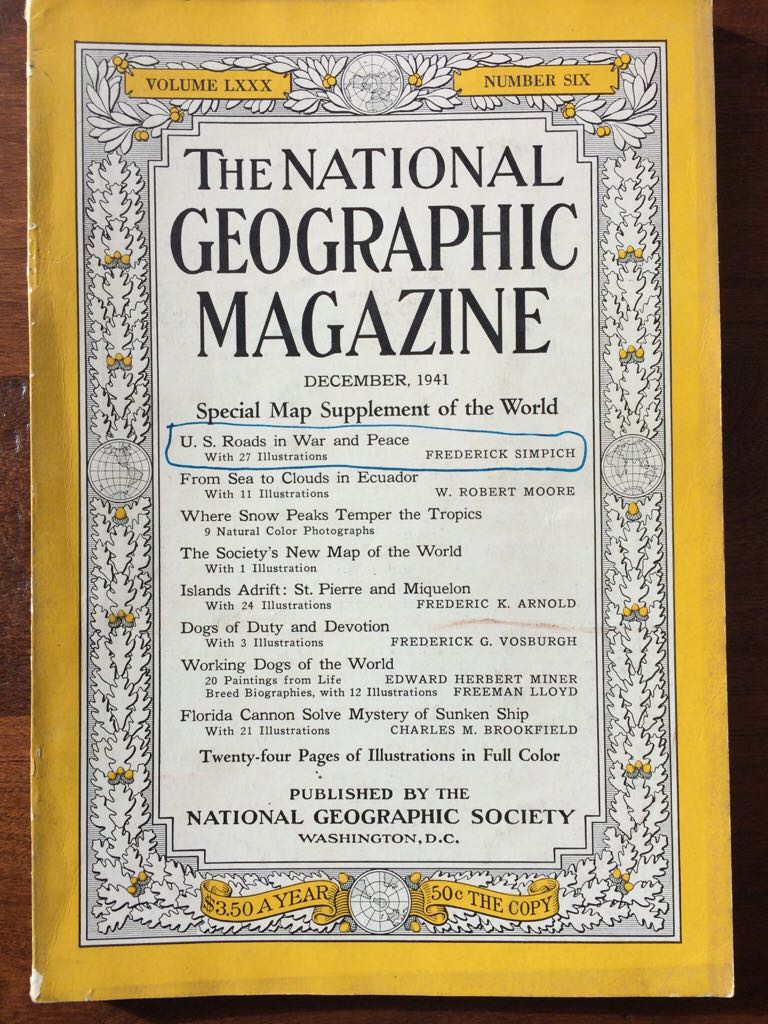 VOLUME LXXX NUMBER SIX
THE NATIONAL
GEOGRAPHIC
MAGAZINE
DECEMBER, 1941
Special Map Supplement of the World
U. S. Roads in War and Peace
With 27 Illustrations FREDERICK SIMPICH
From Sea to Clouds in Ecuador
With 11 Illustrations W. ROBERT MOORE
Where Snow Peaks Temper the Tropics
9 Natural Color Photographs
The Society's New Map of the World
With 1 Illustration
Islands Adrift: St. Pierre and Miquelon
With 24 Illustrations FREDERIC K. ARNOLD
Dogs of Duty and Devotion
With 3 Illustrations FREDERICK G. VOSBURGH
Working Dogs of the World
20 Paintings from Life EDWARD HERBERT MINER
Breed Biographies, with 12 Illustrations FREEMAN LLOYD
Florida Cannon Solve Mystery of Sunken Ship
With 21 Illustrations CHARLES M. BROOKFIELD
Twenty-four Pages of Illustrations in Full Color
PUBLISHED BY THE
NATIONAL GEOGRAPHIC SOCIETY
WASHINGTON, D.C.
$3.50 A YEAR 50c THE COPY